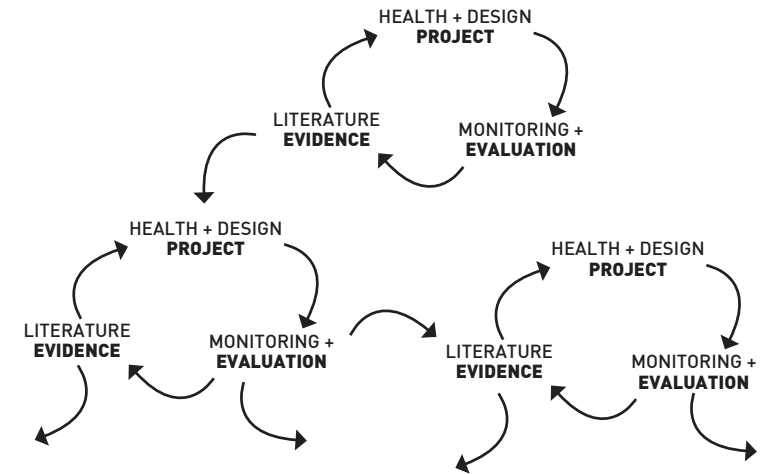 HEALTH + DESIGN
PROJECT
LITERATURE
EVIDENCE
MONITORING +
EVALUATION
HEALTH + DESIGN
PROJECT
LITERATURE
EVIDENCE
MONITORING +
EVALUATION
HEALTH + DESIGN
PROJECT
LITERATURE
EVIDENCE
MONITORING +
EVALUATION